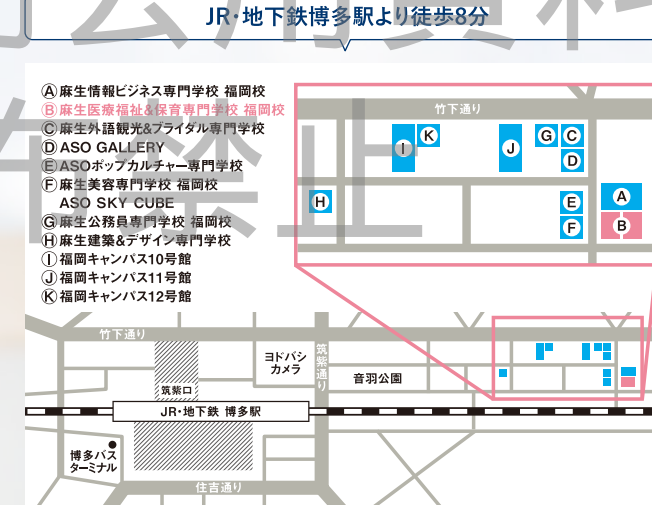 公開資料
JR・地下鉄博多駅より徒歩8分
布禁止
Ⓐ麻生情報ビジネス専門学校 福岡校
Ⓑ麻生医療福祉&保育専門学校 福岡校
Ⓒ麻生外語観光&ブライダル専門学校
ⒹASO GALLERY
ⒺASOポップカルチャー専門学校
Ⓕ麻生美容専門学校 福岡校
ASO SKY CUBE
Ⓖ麻生公務員専門学校 福岡校
Ⓗ麻生建築&デザイン専門学校
Ⓘ福岡キャンパス10号館
Ⓙ福岡キャンパス11号館
Ⓚ福岡キャンパス12号館
竹下通り
I
K
J
G
C
D
H
E
A
F
B
竹下通り
ヨドバシ
カメラ
筑紫通り
音羽公園
筑紫口
JR・地下鉄 博多駅
博多バス
ターミナル
住吉通り